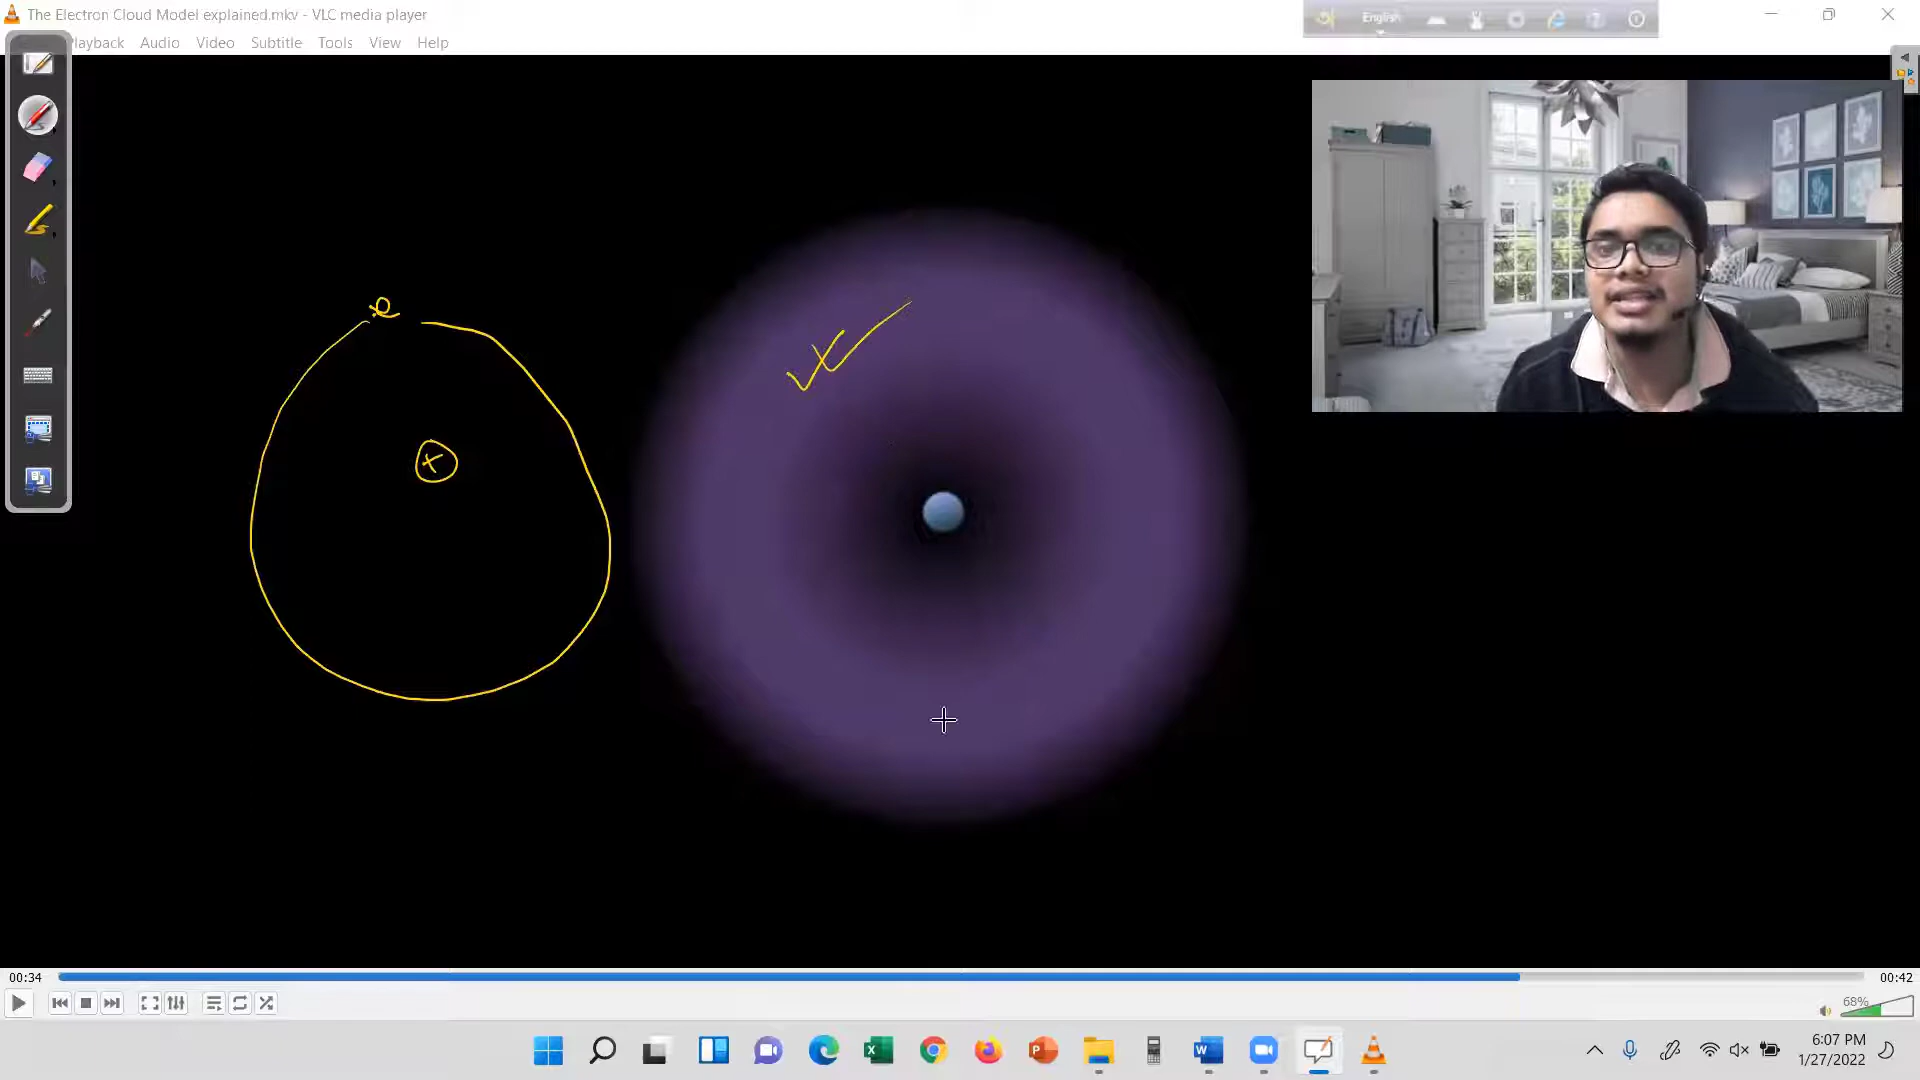 The Electron Cloud Model explained.mkv - VLC media player
English
Playback Audio Video Subtitle Tools View Help
e
+
00:34
00:42
68%
6:07 PM
1/27/2022